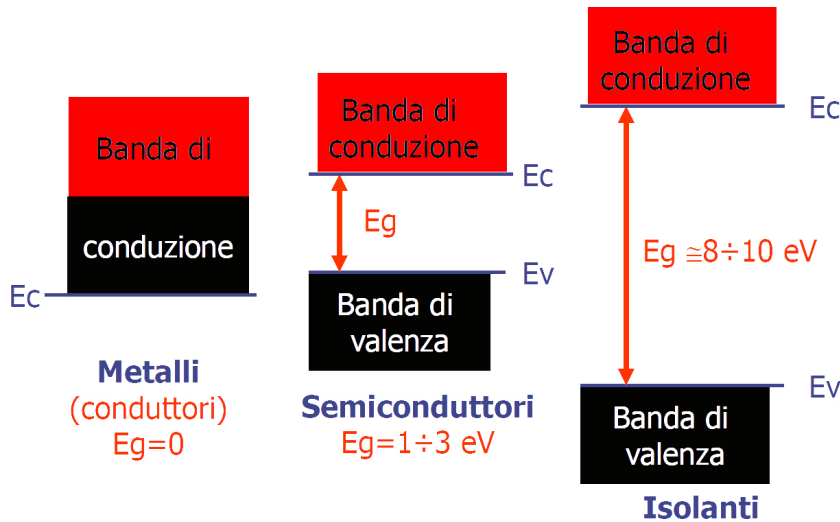 Banda di
conduzione
Ec
Metalli
(conduttori)
Eg=0
Banda di
conduzione
Ec
Eg
Ev
Banda di
valenza
Semiconduttori
Eg=1÷3 eV
Banda di
conduzione
Ec
Eg ≅8÷10 eV
Ev
Banda di
valenza
Isolanti